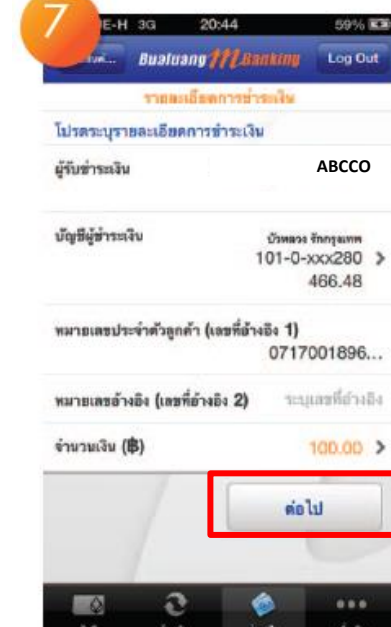 7
E-H 3G 20:44 59%
Bualuang mBanking Log Out
รายละเอียดการชำระเงิน
โปรดระบุรายละเอียดการชำระเงิน
ผู้รับชำระเงิน ABCCO
บัญชีผู้ชำระเงิน บัวหลวง รักกรุงเทพ
101-0-xxx280
466.48
หมายเลขประจำตัวลูกค้า (เลขที่อ้างอิง 1)
0717001896...
หมายเลขอ้างอิง (เลขที่อ้างอิง 2) ระบุเลขที่อ้างอิง
จำนวนเงิน (฿) 100.00
ต่อไป